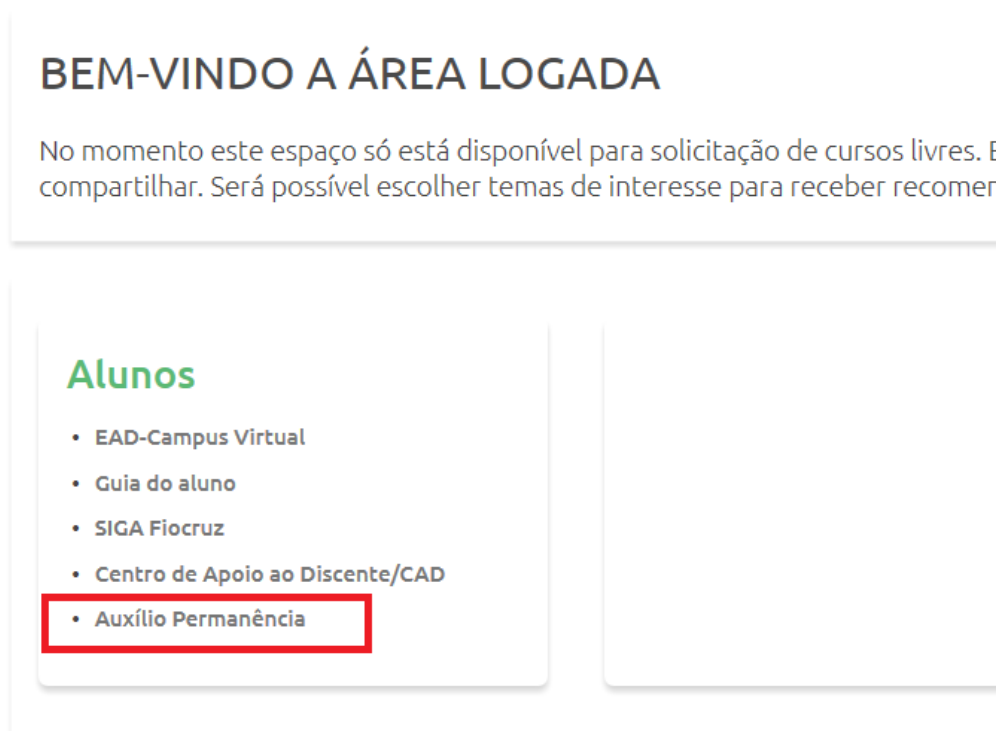 BEM-VINDO A ÁREA LOGADA
No momento este espaço só está disponível para solicitação de cursos livres.
compartilhar. Será possível escolher temas de interesse para receber
Alunos
• EAD-Campus Virtual
• Guia do aluno
• SIGA Fiocruz
• Centro de Apoio ao Discente/CAD
• Auxílio Permanência